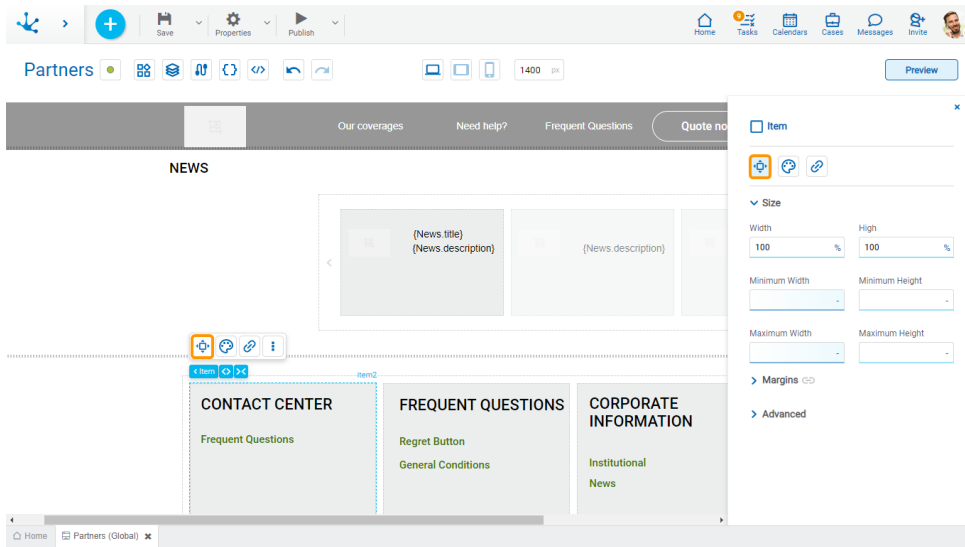 Save
Properties
Publish
Home
9
Tasks
Calendars
Cases
Messages
Invite
Partners
1400 px
Preview
Our coverages
Need help?
Frequent Questions
Quote no
Item
NEWS
Size
Width
High
100 %
100 %
{News.title}
{News.description}
{News.description}
Minimum Width
Minimum Height
-
-
Maximum Width
Maximum Height
-
-
Item
Item2
Margins
Advanced
CONTACT CENTER
Frequent Questions
FREQUENT QUESTIONS
Regret Button
General Conditions
CORPORATE
INFORMATION
Institutional
News
Home
Partners (Global)